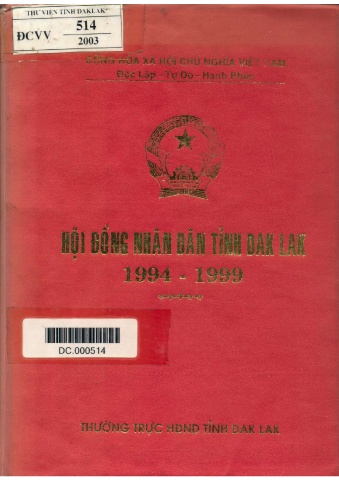 THƯ VIỆN TỈNH DAKLAK
ĐCVV
514
2003
CỘNG HÒA XÃ HỘI CHỦ NGHĨA VIỆT NAM
Độc Lập - Tự Do - Hạnh Phúc
HỘI ĐỒNG NHÂN DÂN TỈNH DAK LAK
1994 - 1999
DC.000514
THƯỜNG TRỰC HĐND TỈNH DAK LAK